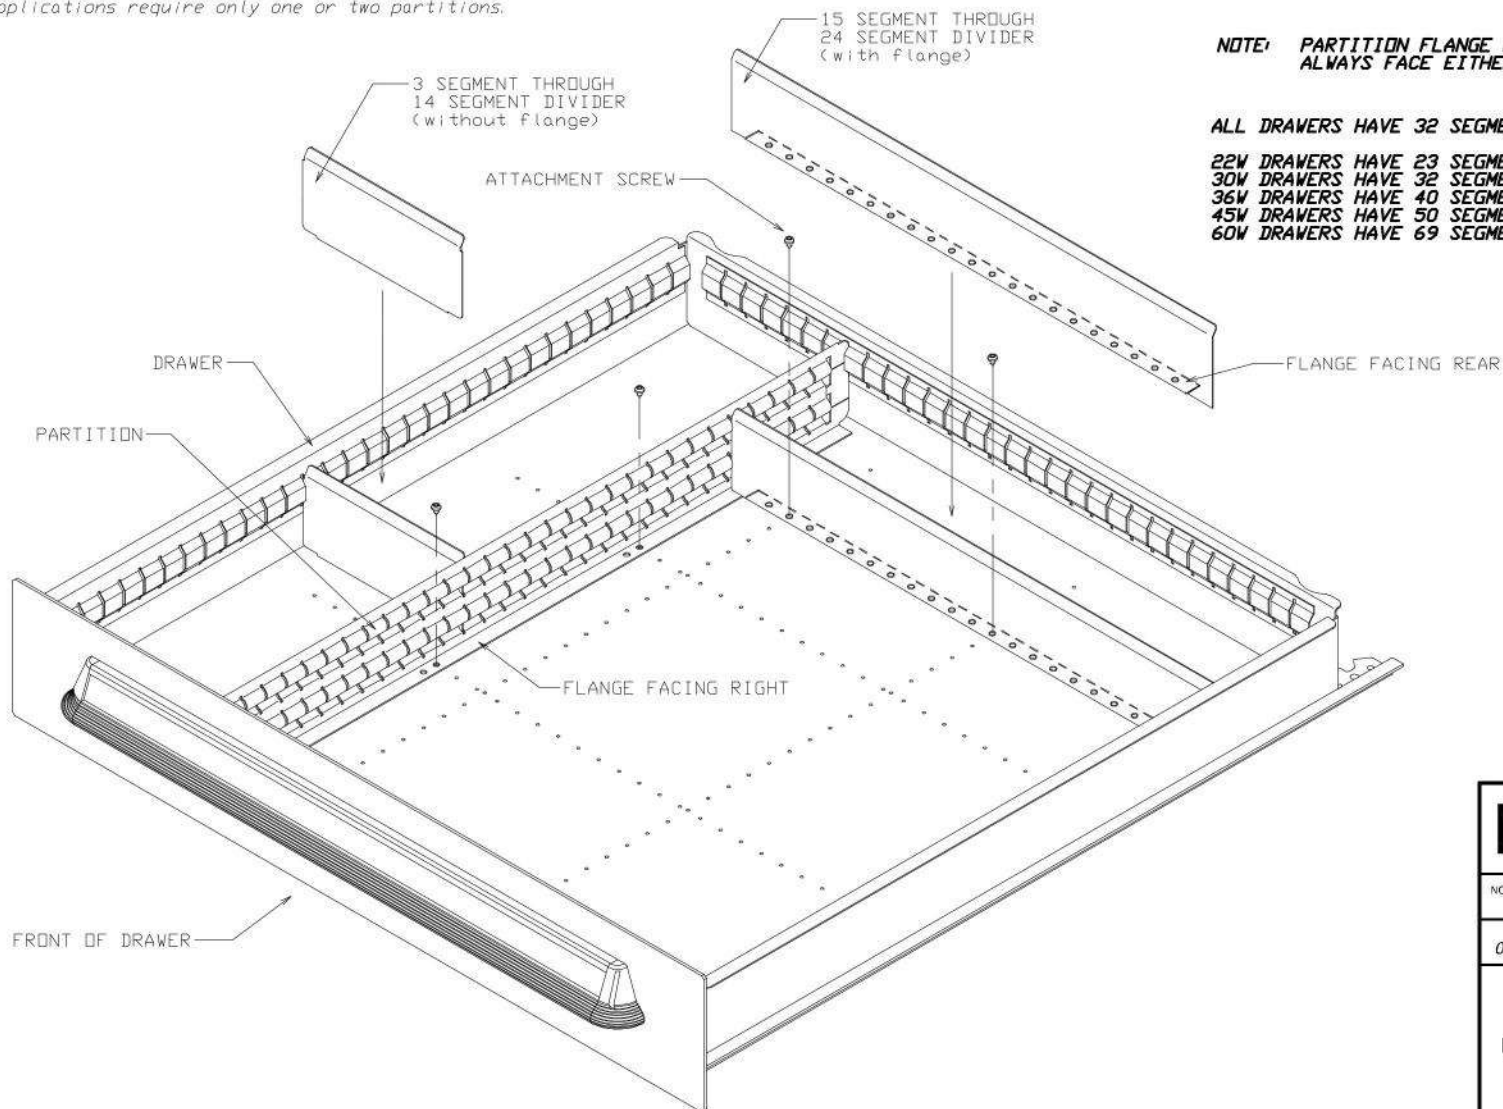 applications require only one or two partitions.
15 SEGMENT THROUGH
24 SEGMENT DIVIDER
(with flange)
NOTE: PARTITION FLANGE
ALWAYS FACE EITHE
3 SEGMENT THROUGH
14 SEGMENT DIVIDER
(without flange)
ALL DRAWERS HAVE 32 SEGME
ATTACHMENT SCREW
22W DRAWERS HAVE 23 SEGME
30W DRAWERS HAVE 32 SEGME
36W DRAWERS HAVE 40 SEGME
45W DRAWERS HAVE 50 SEGME
60W DRAWERS HAVE 69 SEGME
DRAWER
FLANGE FACING REAR
PARTITION
FLANGE FACING RIGHT
FRONT OF DRAWER